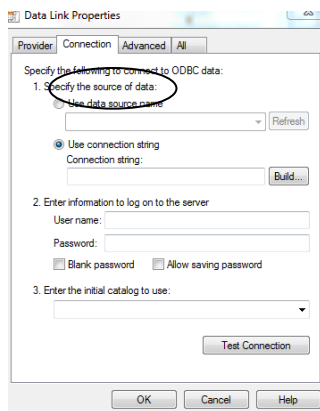 Data Link Properties
Provider Connection Advanced All
Specify the following to connect to ODBC data:
1. Specify the source of data:
Use data source name
Refresh
Use connection string
Connection string:
Build...
2. Enter information to log on to the server
User name:
Password:
Blank password Allow saving password
3. Enter the initial catalog to use:
Test Connection
OK Cancel Help